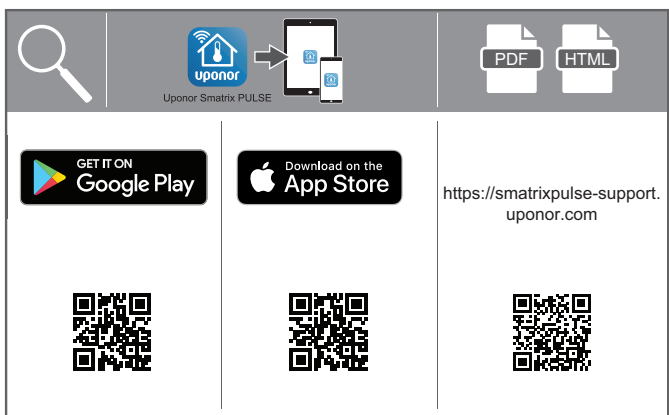 uponor
Uponor Smatrix PULSE
PDF
HTML
GET IT ON
Google Play
Download on the
App Store
https://smatrixpulse-support.
uponor.com